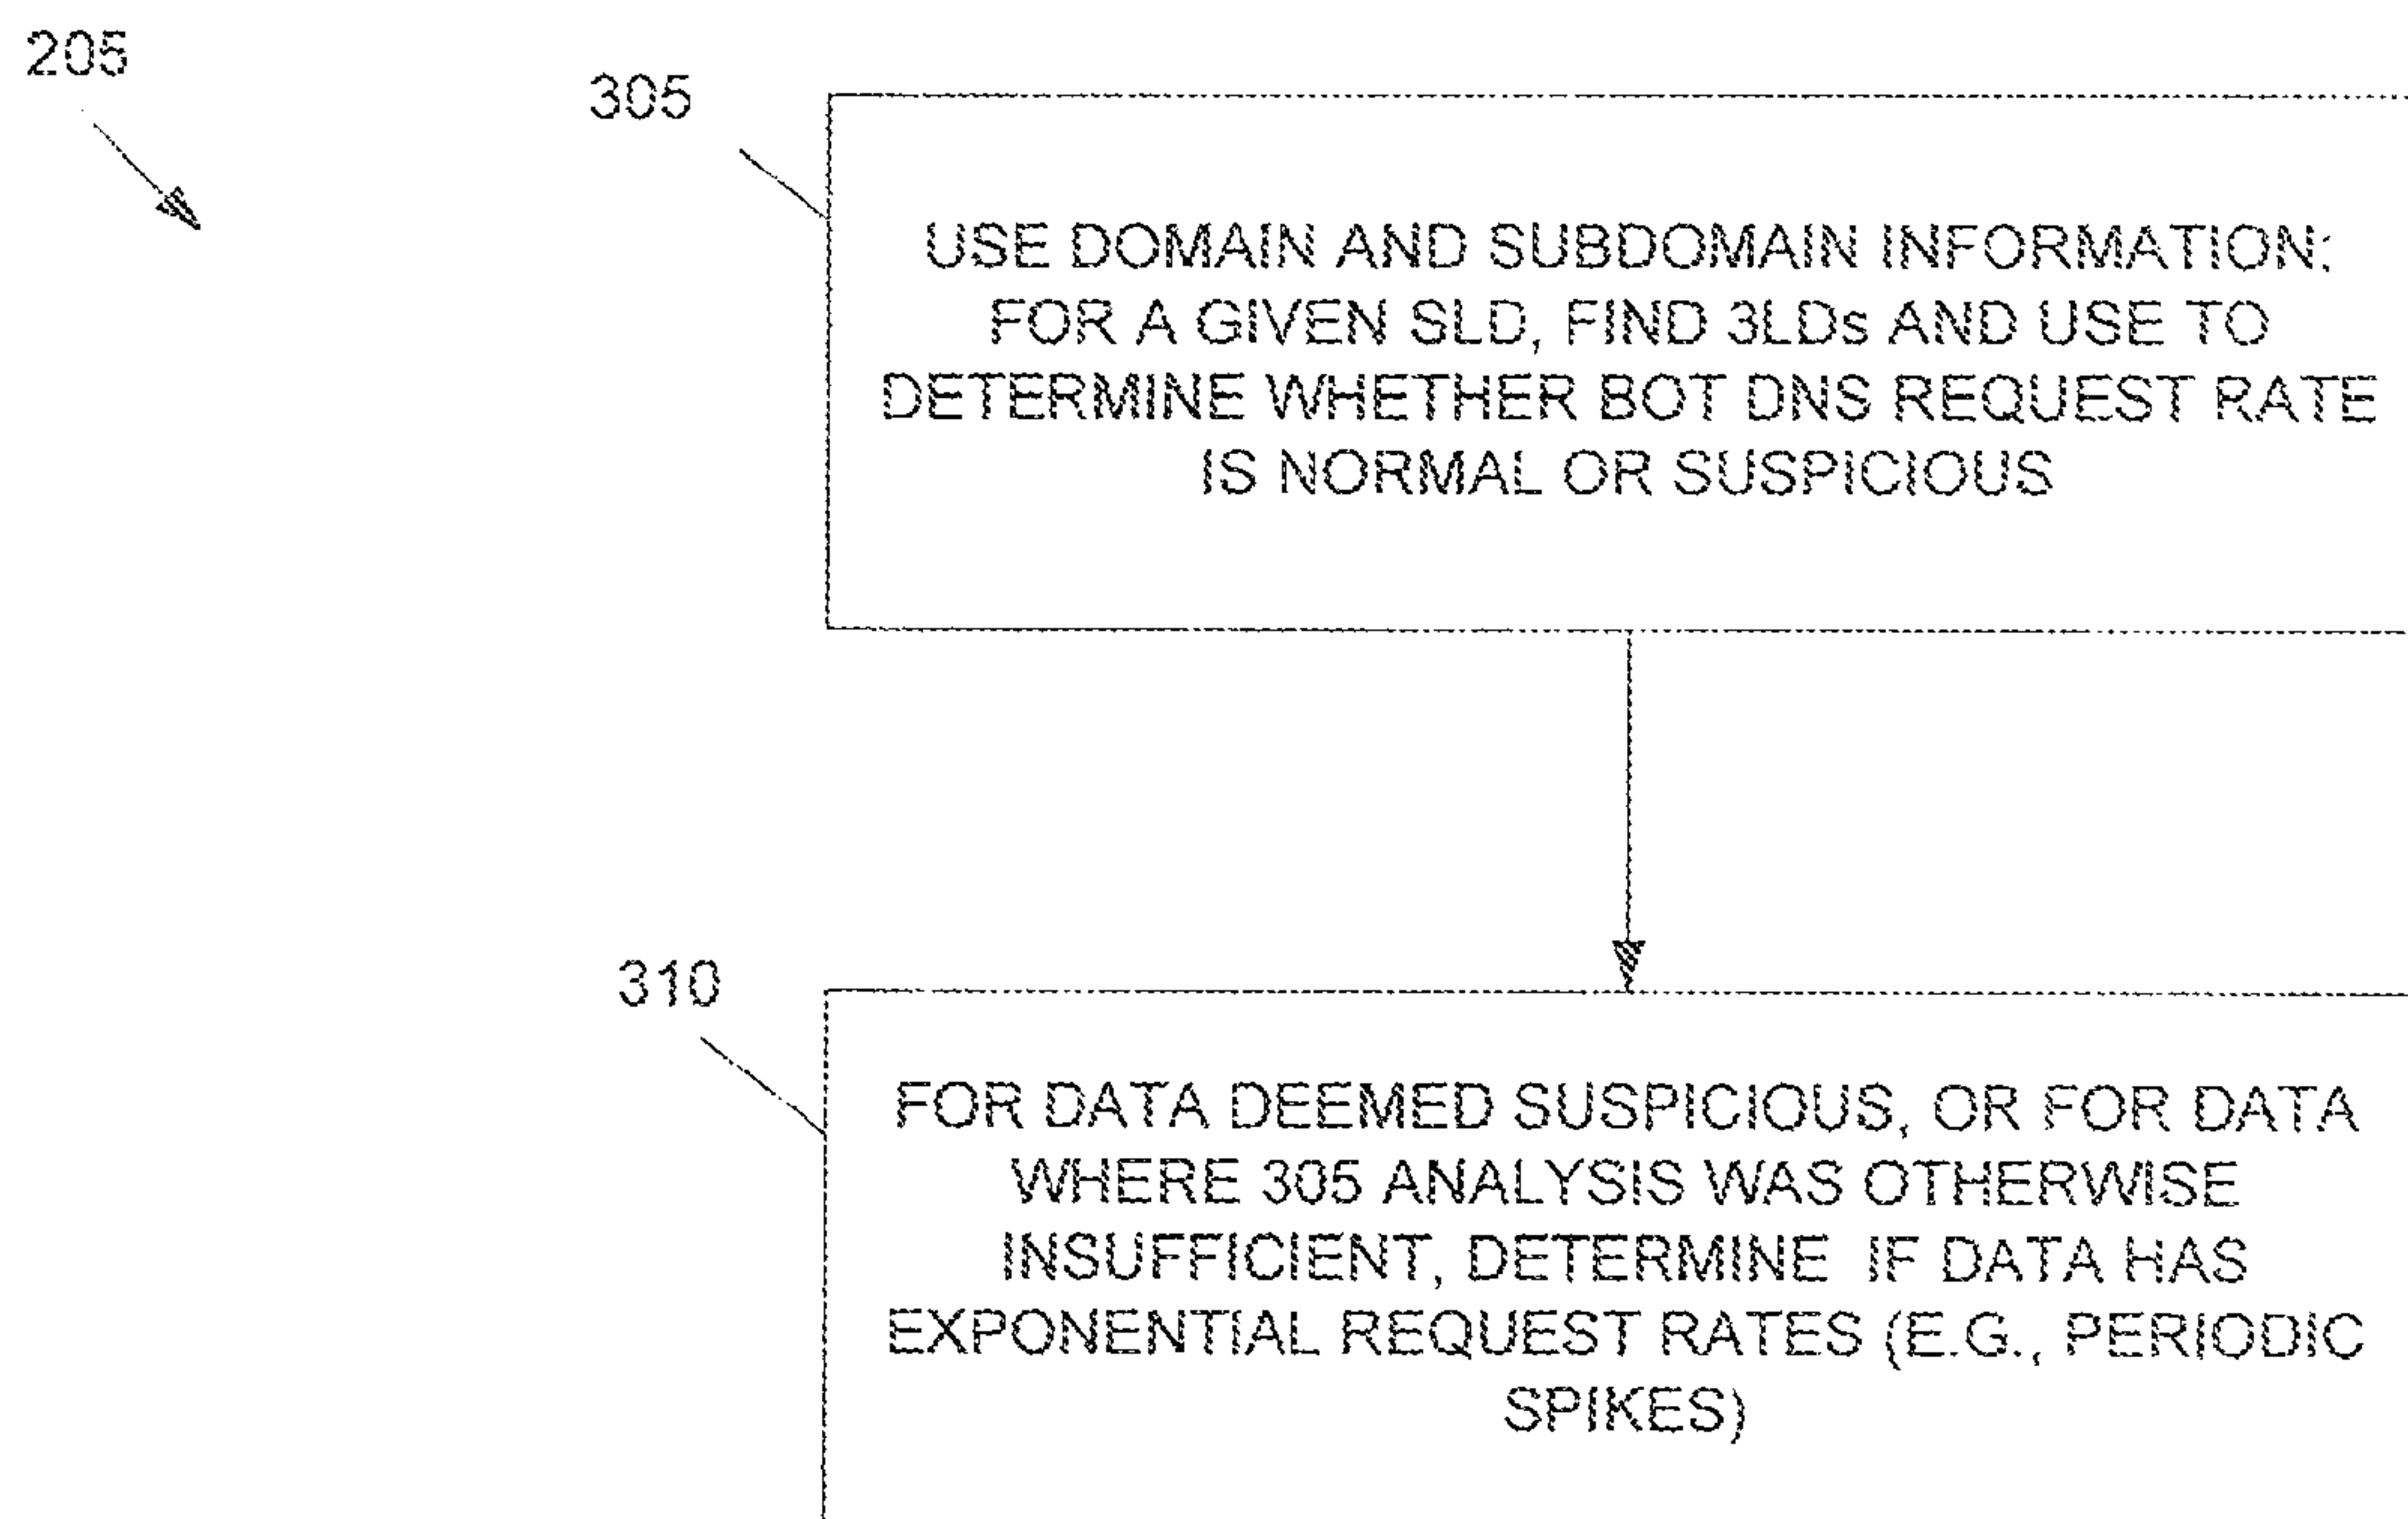 205
305
USE DOMAIN AND SUBDOMAIN INFORMATION:
FOR A GIVEN SLD, FIND 3LDs AND USE TO
DETERMINE WHETHER BOT DNS REQUEST RATE
IS NORMAL OR SUSPICIOUS
310
FOR DATA DEEMED SUSPICIOUS, OR FOR DATA
WHERE 305 ANALYSIS WAS OTHERWISE
INSUFFICIENT, DETERMINE IF DATA HAS
EXPONENTIAL REQUEST RATES (E.G., PERIODIC
SPIKES)